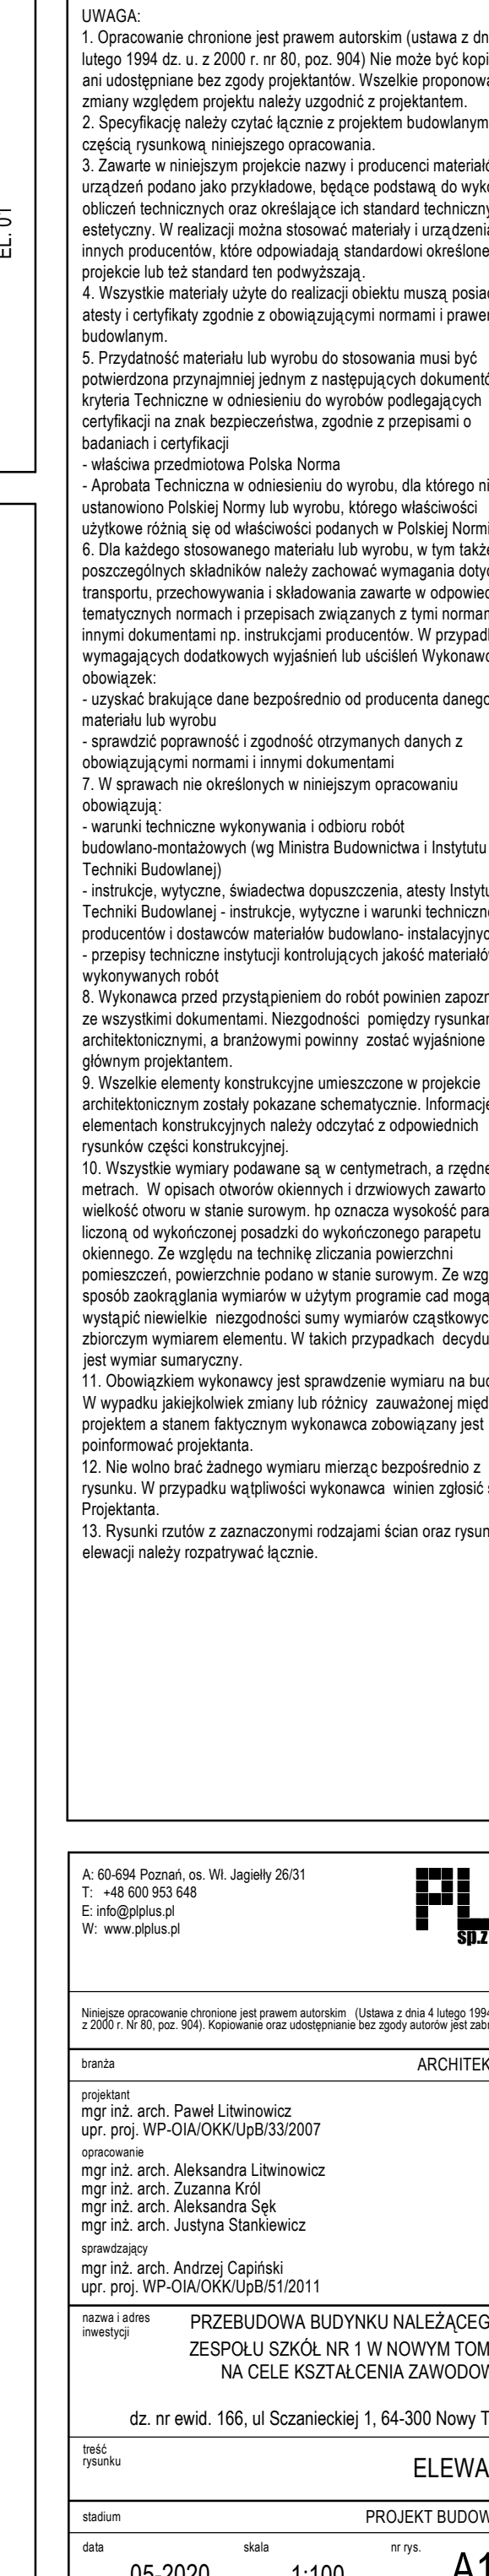 EL. 01
UWAGA:
1. Opracowanie chronione jest prawem autorskim (ustawa z dn
lutego 1994 dz. u. z 2000 r. nr 80, poz. 904) Nie może być kopi
ani udostępniane bez zgody projektantów. Wszelkie proponowa
zmiany względem projektu należy uzgodnić z projektantem.
2. Specyfikację należy czytać łącznie z projektem budowlanym
częścią rysunkową niniejszego opracowania.
3. Zawarte w niniejszym projekcie nazwy i producenci materiałó
urządzeń podano jako przykładowe, będące podstawą do wyko
obliczeń technicznych oraz określające ich standard techniczny
estetyczny. W realizacji można stosować materiały i urządzenia
innych producentów, które odpowiadają standardowi określone
projekcie lub też standard ten podwyższają.
4. Wszystkie materiały użyte do realizacji obiektu muszą posiad
atesty i certyfikaty zgodnie z obowiązującymi normami i prawem
budowlanym.
5. Przydatność materiału lub wyrobu do stosowania musi być
potwierdzona przynajmniej jednym z następujących dokumentó
kryteria Techniczne w odniesieniu do wyrobów podlegających
certyfikacji na znak bezpieczeństwa, zgodnie z przepisami o
badaniach i certyfikacji
- właściwa przedmiotowa Polska Norma
- Aprobata Techniczna w odniesieniu do wyrobu, dla którego ni
ustanowiono Polskiej Normy lub wyrobu, którego właściwości
użytkowe różnią się od właściwości podanych w Polskiej Normi
6. Dla każdego stosowanego materiału lub wyrobu, w tym takż
poszczególnych składników należy zachować wymagania doty
transportu, przechowywania i składowania zawarte w odpowied
tematycznych normach i przepisach związanych z tymi normam
innymi dokumentami np. instrukcjami producentów. W przypadk
wymagających dodatkowych wyjaśnień lub uściśleń Wykonawc
obowiązek:
- uzyskać brakujące dane bezpośrednio od producenta danego
materiału lub wyrobu
- sprawdzić poprawność i zgodność otrzymanych danych z
obowiązującymi normami i innymi dokumentami
7. W sprawach nie określonych w niniejszym opracowaniu
obowiązują:
- warunki techniczne wykonywania i odbioru robót
budowlano-montażowych (wg Ministra Budownictwa i Instytutu
Techniki Budowlanej)
- instrukcje, wytyczne, świadectwa dopuszczenia, atesty Instytu
Techniki Budowlanej - instrukcje, wytyczne i warunki techniczne
producentów i dostawców materiałów budowlano- instalacyjnyc
- przepisy techniczne instytucji kontrolujących jakość materiałó
wykonywanych robót
8. Wykonawca przed przystąpieniem do robót powinien zapozn
ze wszystkimi dokumentami. Niezgodności pomiędzy rysunkam
architektonicznymi, a branżowymi powinny zostać wyjaśnione
głównym projektantem.
9. Wszelkie elementy konstrukcyjne umieszczone w projekcie
architektonicznym zostały pokazane schematycznie. Informacje
elementach konstrukcyjnych należy odczytać z odpowiednich
rysunków części konstrukcyjnej.
10. Wszystkie wymiary podawane są w centymetrach, a rzędne
metrach. W opisach otworów okiennych i drzwiowych zawarto
wielkość otworu w stanie surowym. hp oznacza wysokość para
liczoną od wykończonej posadzki do wykończonego parapetu
okiennego. Ze względu na technikę zliczania powierzchni
pomieszczeń, powierzchnie podano w stanie surowym. Ze wzg
sposób zaokrąglania wymiarów w użytym programie cad mogą
wystąpić niewielkie niezgodności sumy wymiarów cząstkowyc
zbiorczym wymiarem elementu. W takich przypadkach decydu
jest wymiar sumaryczny.
11. Obowiązkiem wykonawcy jest sprawdzenie wymiaru na bud
W wypadku jakiejkolwiek zmiany lub różnicy zauważonej międ
projektem a stanem faktycznym wykonawca zobowiązany jest
poinformować projektanta.
12. Nie wolno brać żadnego wymiaru mierząc bezpośrednio z
rysunku. W przypadku wątpliwości wykonawca winien zgłosić s
Projektanta.
13. Rysunki rzutów z zaznaczonymi rodzajami ścian oraz rysun
elewacji należy rozpatrywać łącznie.
A: 60-694 Poznań, os. Wł. Jagiełły 26/31
T: +48 600 953 648
E: info@plplus.pl
W: www.plplus.pl
PL
sp.z
Niniejsze opracowanie chronione jest prawem autorskim (Ustawa z dnia 4 lutego 1994
z 2000 r. Nr 80, poz. 904). Kopiowanie oraz udostępnianie bez zgody autorów jest zabr
branża ARCHITEK
projektant
mgr inż. arch. Paweł Litwinowicz
upr. proj. WP-OIA/OKK/UpB/33/2007
opracowanie
mgr inż. arch. Aleksandra Litwinowicz
mgr inż. arch. Zuzanna Król
mgr inż. arch. Aleksandra Sęk
mgr inż. arch. Justyna Stankiewicz
sprawdzający
mgr inż. arch. Andrzej Capiński
upr. proj. WP-OIA/OKK/UpB/51/2011
nazwa i adres
inwestycji
PRZEBUDOWA BUDYNKU NALEŻĄCEG
ZESPOŁU SZKÓŁ NR 1 W NOWYM TOM
NA CELE KSZTAŁCENIA ZAWODOW
dz. nr ewid. 166, ul Sczanieckiej 1, 64-300 Nowy T
treść
rysunku
ELEWA
stadium PROJEKT BUDOW
data skala nr rys.
05-2020 1:100 A1